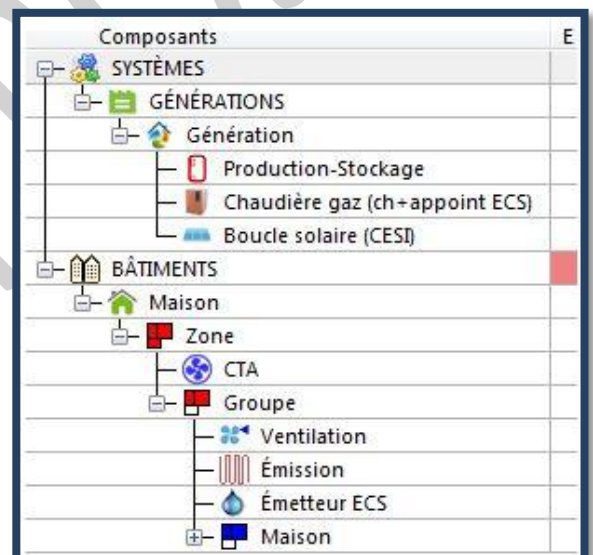 Composants E
SYSTÈMES
GÉNÉRATIONS
Génération
Production-Stockage
Chaudière gaz (ch+appoint ECS)
Boucle solaire (CESI)
BÂTIMENTS
Maison
Zone
CTA
Groupe
Ventilation
Émission
Émetteur ECS
Maison